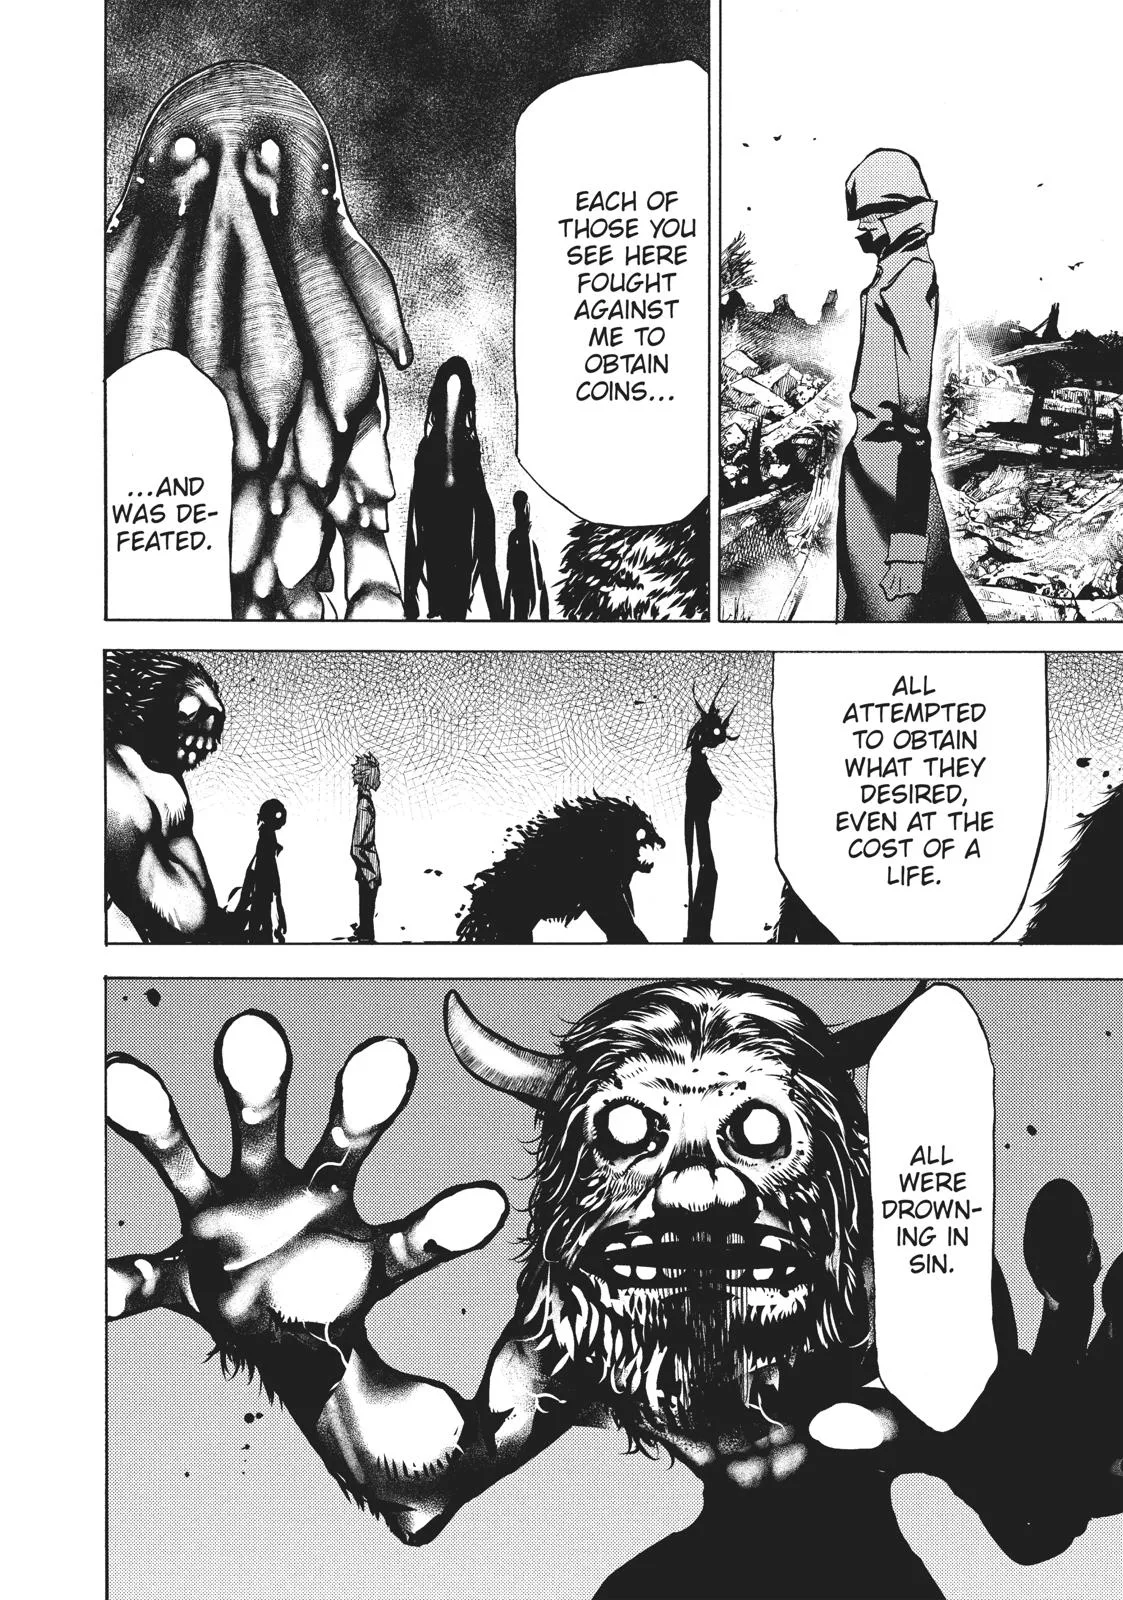 EACH OF
THOSE YOU
SEE HERE
FOUGHT
AGAINST
ME TO
OBTAIN
COINS...
...AND
WAS DE-
FEATED.
ALL
ATTEMPTED
TO OBTAIN
WHAT THEY
DESIRED,
EVEN AT THE
COST OF A
LIFE.
ALL
WERE
DROWN-
ING IN
SIN.